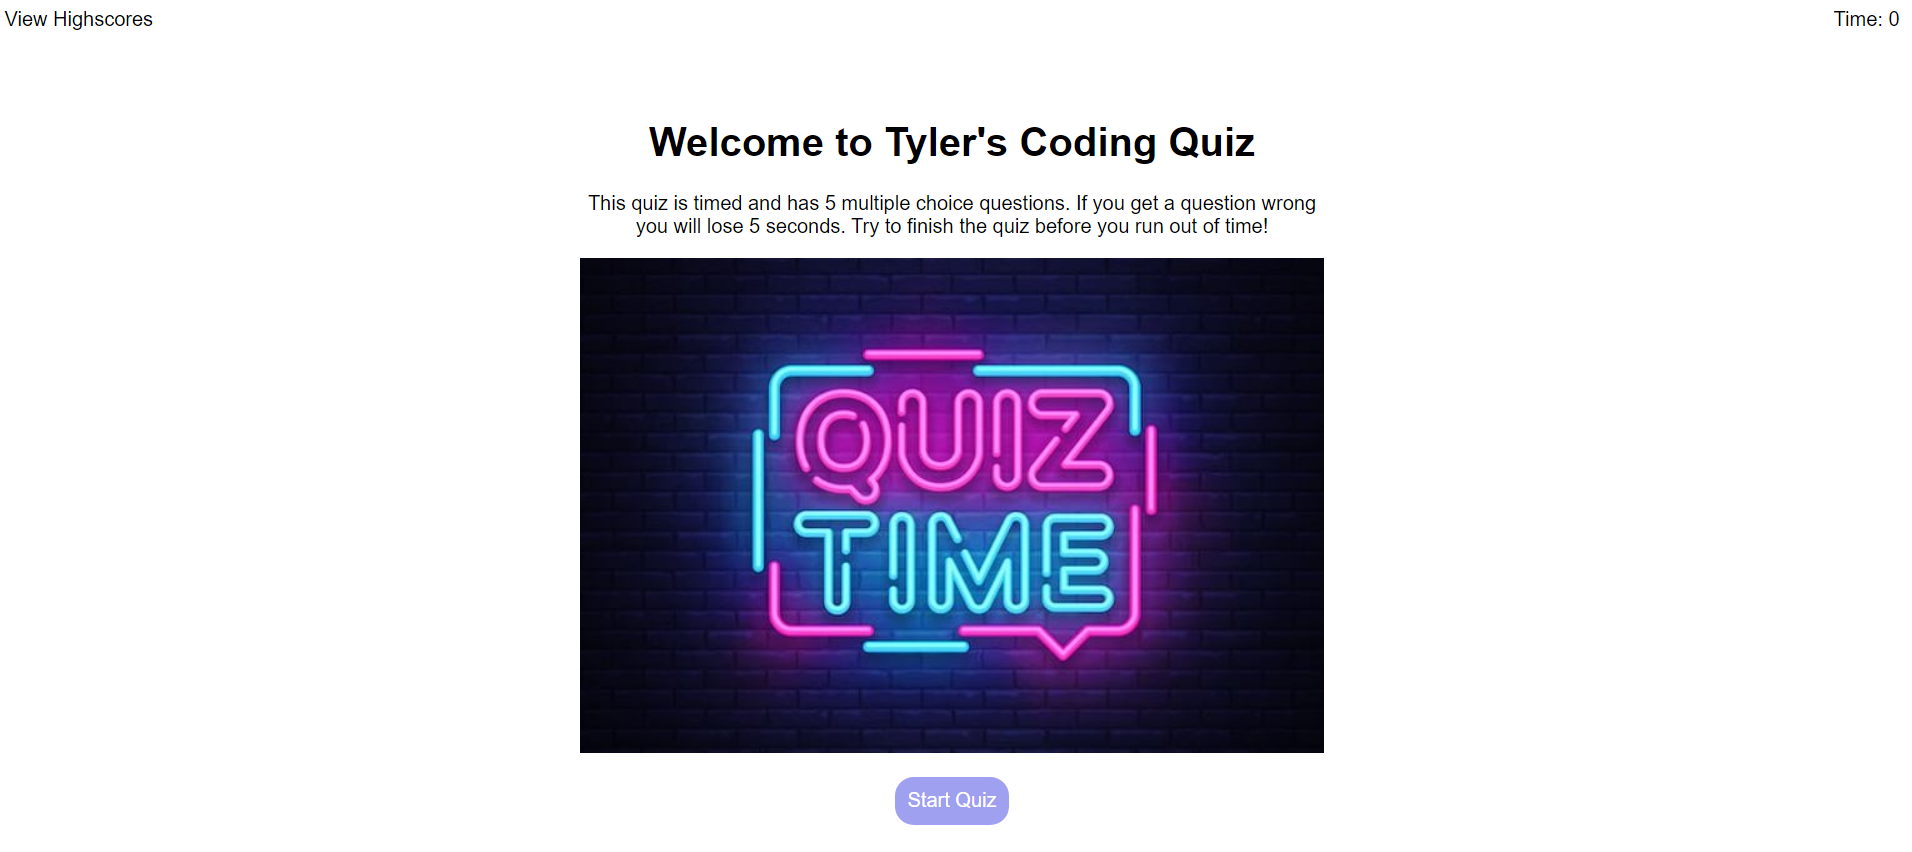 View Highscores
Time: 0
Welcome to Tyler's Coding Quiz
This quiz is timed and has 5 multiple choice questions. If you get a question wrong
you will lose 5 seconds. Try to finish the quiz before you run out of time!
QUIZ
TIME
Start Quiz